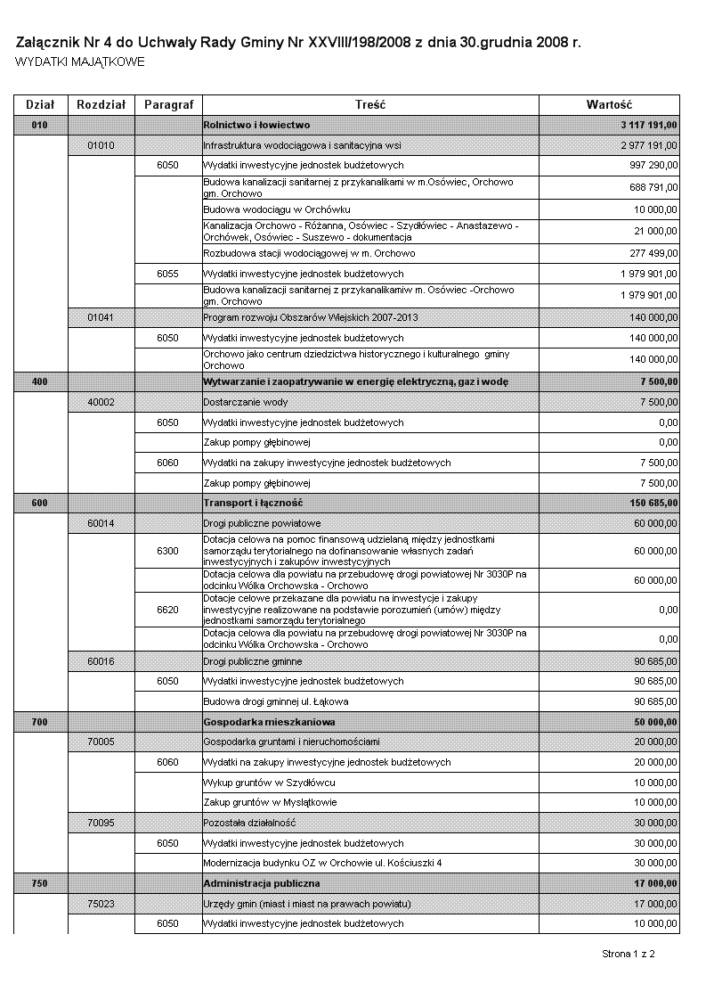 Załącznik Nr 4 do Uchwały Rady Gminy Nr XXVIII/198/2008 z dnia 30.grudnia 2008 r.
WYDATKI MAJĄTKOWE
Dział Rozdział Paragraf Treść Wartość
010 Rolnictwo i łowiectwo 3 117 191,00
01010 Infrastruktura wodociągowa i sanitacyjna wsi 2 977 191,00
6050 Wydatki inwestycyjne jednostek budżetowych 997 290,00
Budowa kanalizacji sanitarnej z przykanalikami w m.Osówiec, Orchowo
gm. Orchowo 688 791,00
Budowa wodociągu w Orchówku 10 000,00
Kanalizacja Orchowo - Różanna, Osówiec - Szydłówiec - Anastazewo -
Orchówek, Osówiec - Suszewo - dokumentacja 21 000,00
Rozbudowa stacji wodociągowej w m. Orchowo 277 499,00
6055 Wydatki inwestycyjne jednostek budżetowych 1 979 901,00
Budowa kanalizacji sanitarnej z przykanalikamiw m. Osówiec -Orchowo
gm. Orchowo 1 979 901,00
01041 Program rozwoju Obszarów Wiejskich 2007-2013 140 000,00
6050 Wydatki inwestycyjne jednostek budżetowych 140 000,00
Orchowo jako centrum dziedzictwa historycznego i kulturalnego gminy
Orchowo 140 000,00
400 Wytwarzanie i zaopatrywanie w energię elektryczną, gaz i wodę 7 500,00
40002 Dostarczanie wody 7 500,00
6050 Wydatki inwestycyjne jednostek budżetowych 0,00
Zakup pompy głębinowej 0,00
6060 Wydatki na zakupy inwestycyjne jednostek budżetowych 7 500,00
Zakup pompy głębinowej 7 500,00
600 Transport i łączność 150 685,00
60014 Drogi publiczne powiatowe 60 000,00
Dotacja celowa na pomoc finansową udzielaną między jednostkami
6300 samorządu terytorialnego na dofinansowanie własnych zadań 60 000,00
inwestycyjnych i zakupów inwestycyjnych
Dotacja celowa dla powiatu na przebudowę drogi powiatowej Nr 3030P na
odcinku Wólka Orchowska - Orchowo 60 000,00
Dotacje celowe przekazane dla powiatu na inwestycje i zakupy
6620 inwestycyjne realizowane na podstawie porozumień (umów) między 0,00
jednostkami samorządu terytorialnego
Dotacja celowa dla powiatu na przebudowę drogi powiatowej Nr 3030P na
odcinku Wólka Orchowska - Orchowo 0,00
60016 Drogi publiczne gminne 90 685,00
6050 Wydatki inwestycyjne jednostek budżetowych 90 685,00
Budowa drogi gminnej ul. Łąkowa 90 685,00
700 Gospodarka mieszkaniowa 50 000,00
70005 Gospodarka gruntami i nieruchomościami 20 000,00
6060 Wydatki na zakupy inwestycyjne jednostek budżetowych 20 000,00
Wykup gruntów w Szydłówcu 10 000,00
Zakup gruntów w Myslątkowie 10 000,00
70095 Pozostała działalność 30 000,00
6050 Wydatki inwestycyjne jednostek budżetowych 30 000,00
Modernizacja budynku OZ w Orchowie ul. Kościuszki 4 30 000,00
750 Administracja publiczna 17 000,00
75023 Urzędy gmin (miast i miast na prawach powiatu) 17 000,00
6050 Wydatki inwestycyjne jednostek budżetowych 10 000,00
Strona 1 z 2